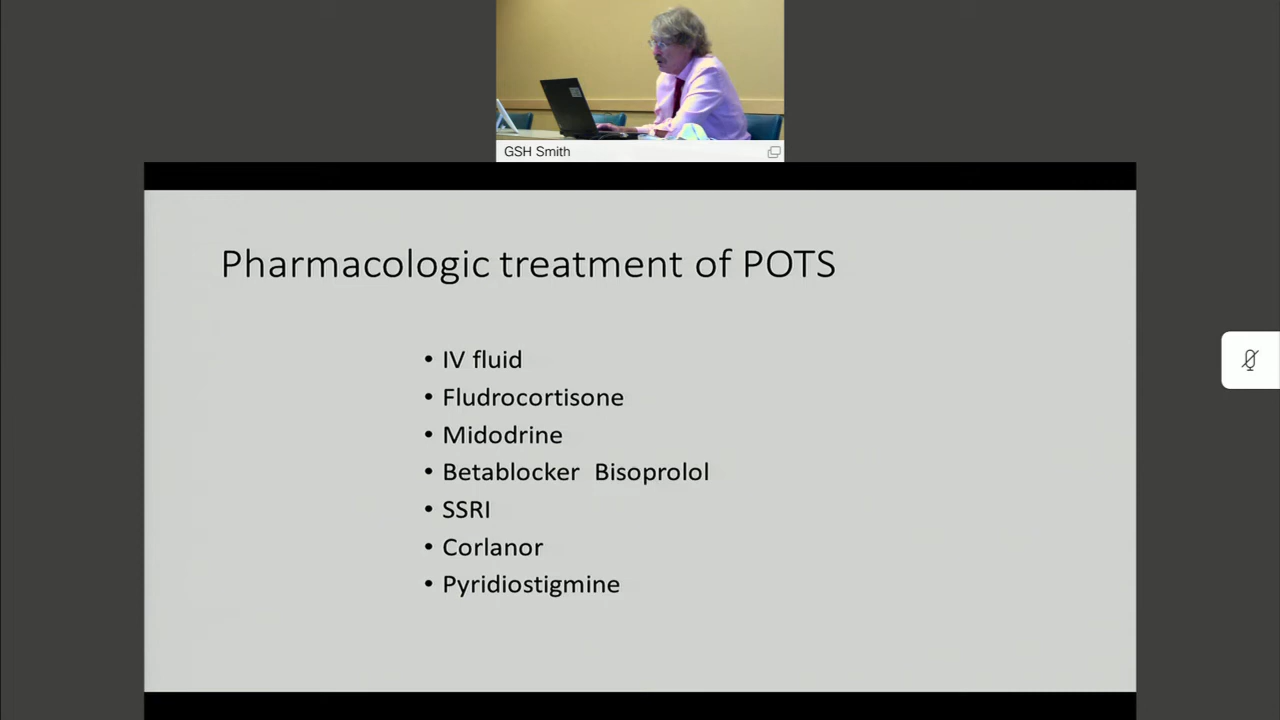 GSH Smith
Pharmacologic treatment of POTS
• IV fluid
• Fludrocortisone
• Midodrine
• Betablocker  Bisoprolol
• SSRI
• Corlanor
• Pyridiostigmine